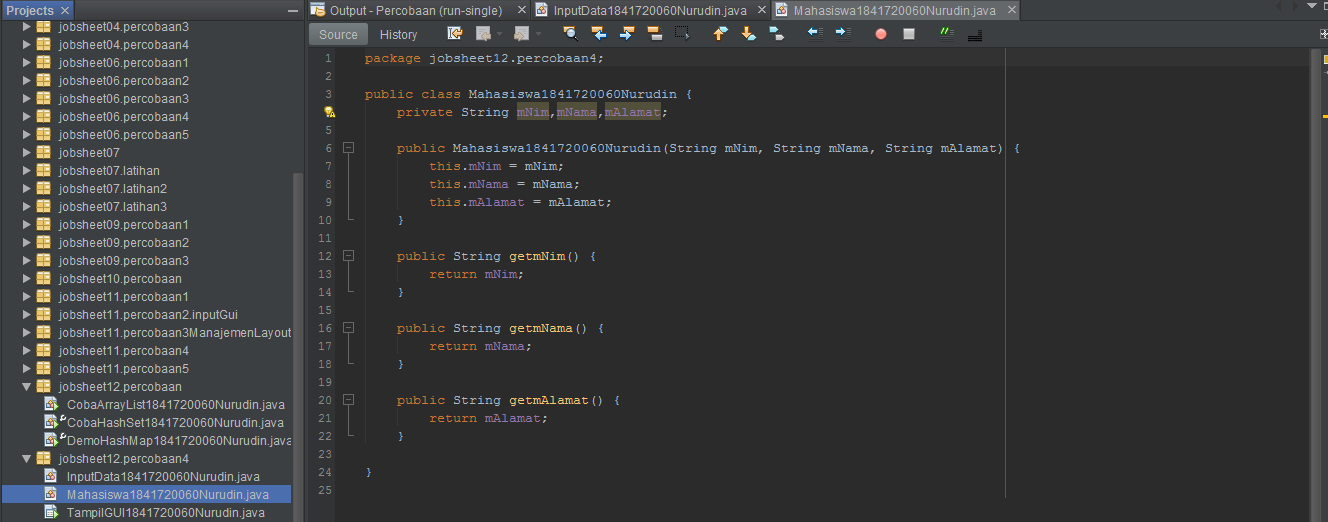 Projects
jobsheet04.percobaan3
jobsheet04.percobaan4
jobsheet06.percobaan1
jobsheet06.percobaan2
jobsheet06.percobaan3
jobsheet06.percobaan4
jobsheet06.percobaan5
jobsheet07
jobsheet07.latihan
jobsheet07.latihan2
jobsheet07.latihan3
jobsheet09.percobaan1
jobsheet09.percobaan2
jobsheet09.percobaan3
jobsheet10.percobaan
jobsheet11.percobaan1
jobsheet11.percobaan2.inputGui
jobsheet11.percobaan3ManajemenLayout
jobsheet11.percobaan4
jobsheet11.percobaan5
jobsheet12.percobaan
CobaArrayList1841720060Nurudin.java
CobaHashSet1841720060Nurudin.java
DemoHashMap1841720060Nurudin.java
jobsheet12.percobaan4
InputData1841720060Nurudin.java
Mahasiswa1841720060Nurudin.java
TampilGUI1841720060Nurudin.java
Output - Percobaan (run-single) InputData1841720060Nurudin.java Mahasiswa1841720060Nurudin.java
Source History
1 package jobsheet12.percobaan4;
2
3 public class Mahasiswa1841720060Nurudin {
private String mNim,mNama,mAlamat;
5
6 public Mahasiswa1841720060Nurudin(String mNim, String mNama, String mAlamat) {
7 this.mNim = mNim;
8 this.mNama = mNama;
9 this.mAlamat = mAlamat;
10 }
11
12 public String getmNim() {
13 return mNim;
14 }
15
16 public String getmNama() {
17 return mNama;
18 }
19
20 public String getmAlamat() {
21 return mAlamat;
22 }
23
24 }
25